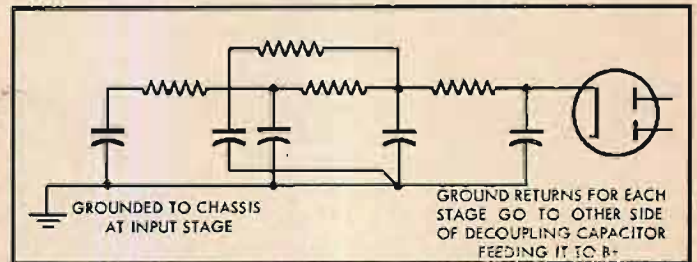 GROUNDED TO CHASSIS
AT INPUT STAGE
GROUND RETURNS FOR EACH
STAGE GO TO OTHER SIDE
OF DECOUPLING CAPACITOR
FEEDING IT TO B+